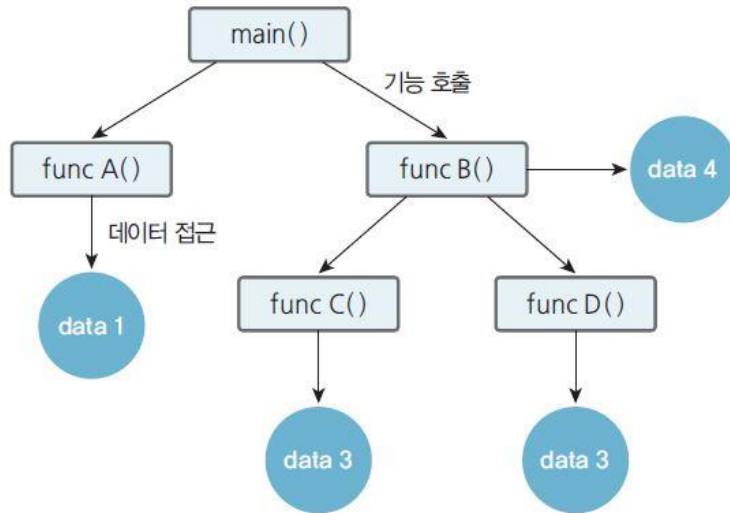 main()
기능 호출
func A()
func B()
data 4
데이터 접근
data 1
func C()
func D()
data 3
data 3